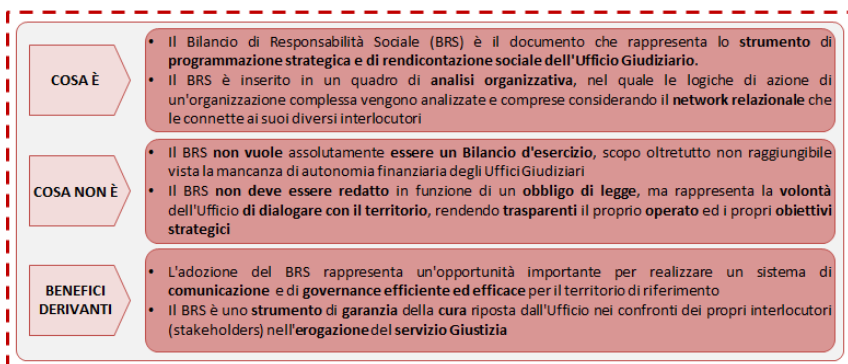 COSA È
• Il Bilancio di Responsabilità Sociale (BRS) è il documento che rappresenta lo strumento di
programmazione strategica e di rendicontazione sociale dell'Ufficio Giudiziario.
• Il BRS è inserito in un quadro di analisi organizzativa, nel quale le logiche di azione di
un'organizzazione complessa vengono analizzate e comprese considerando il network relazionale che
le connette ai suoi diversi interlocutori
COSA NON È
• Il BRS non vuole assolutamente essere un Bilancio d'esercizio, scopo oltretutto non raggiungibile
vista la mancanza di autonomia finanziaria degli Uffici Giudiziari
• Il BRS non deve essere redatto in funzione di un obbligo di legge, ma rappresenta la volontà
dell'Ufficio di dialogare con il territorio, rendendo trasparenti il proprio operato ed i propri obiettivi
strategici
BENEFICI
DERIVANTI
• L'adozione del BRS rappresenta un'opportunità importante per realizzare un sistema di
comunicazione e di governance efficiente ed efficace per il territorio di riferimento
• Il BRS è uno strumento di garanzia della cura riposta dall'Ufficio nei confronti dei propri interlocutori
(stakeholders) nell'erogazione del servizio Giustizia